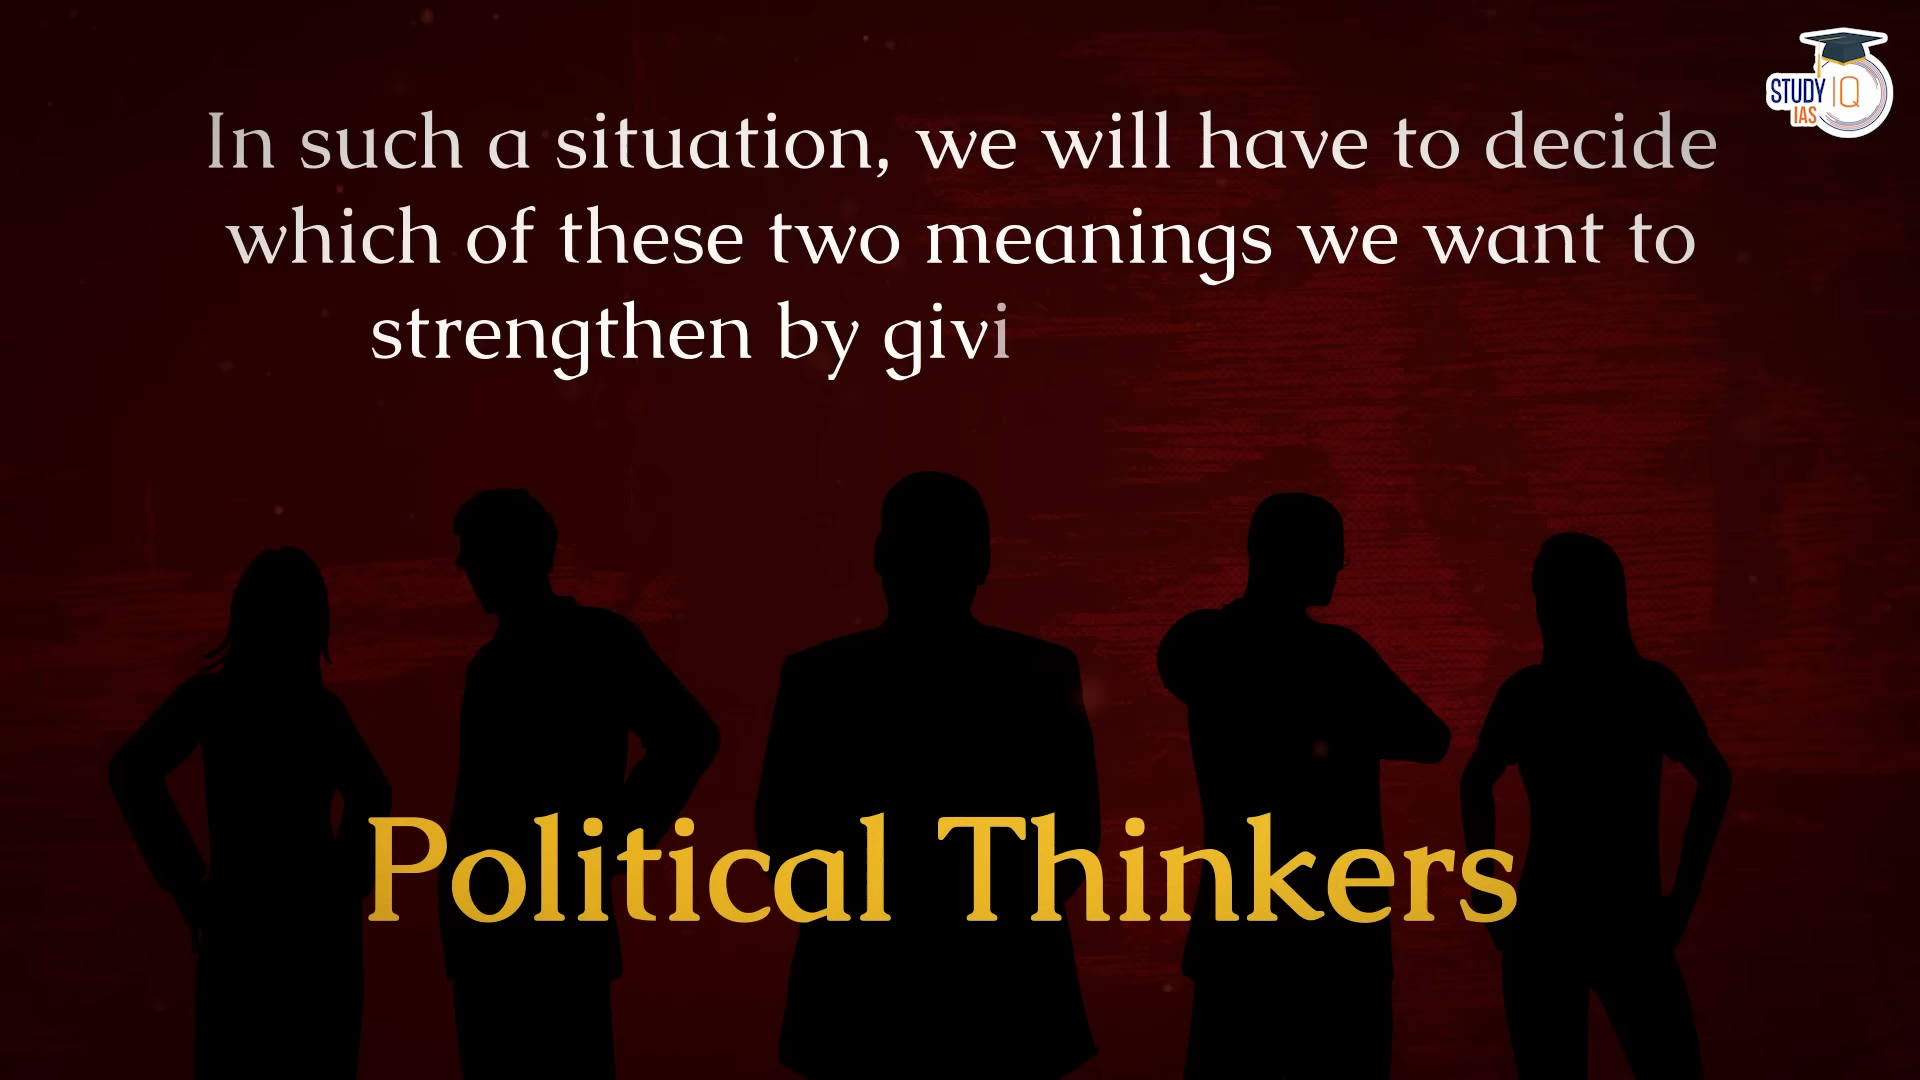 STUDY IQ
IAS
In such a situation, we will have to decide
which of these two meanings we want to
strengthen by givi
Political Thinkers